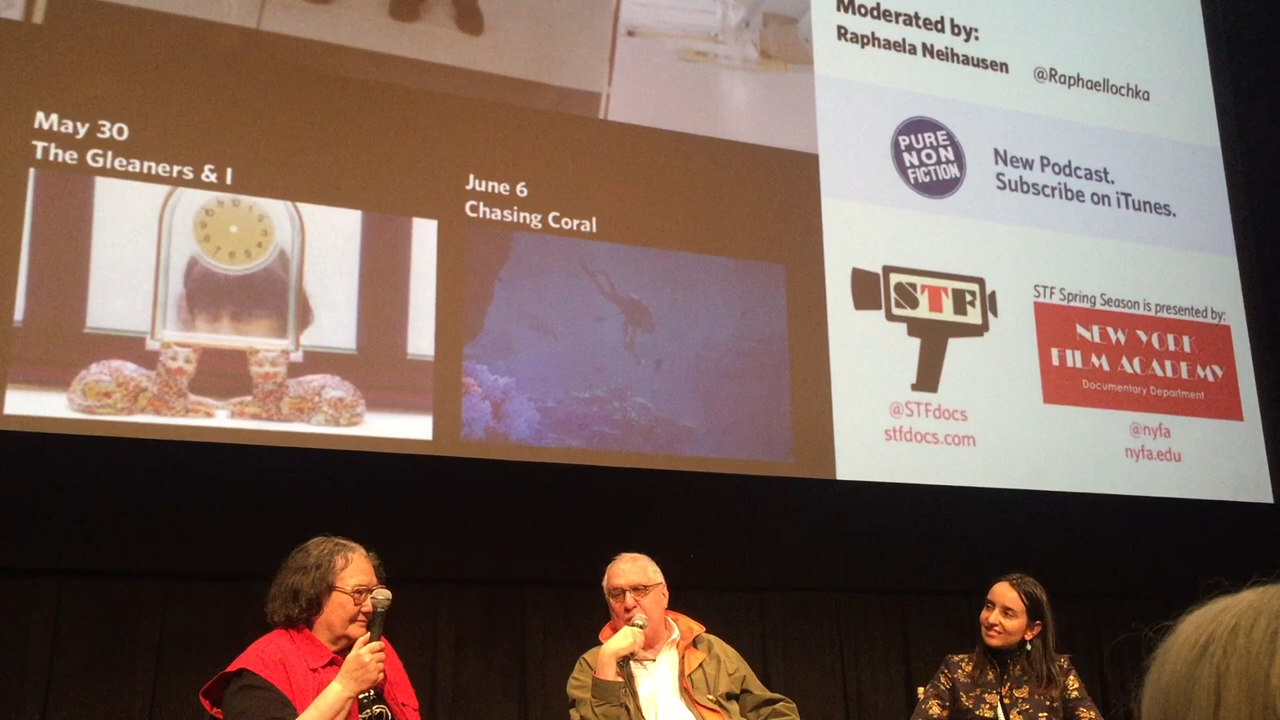 Moderated by:
Raphaela Neihausen @Raphaellochka
May 30
The Gleaners & I
June 6
Chasing Coral
PURE
NON
FICTION
New Podcast.
Subscribe on iTunes.
STF
@STFdocs
stfdocs.com
STF Spring Season is presented by:
NEW YORK
FILM ACADEMY
Documentary Department
@nyfa
nyfa.edu